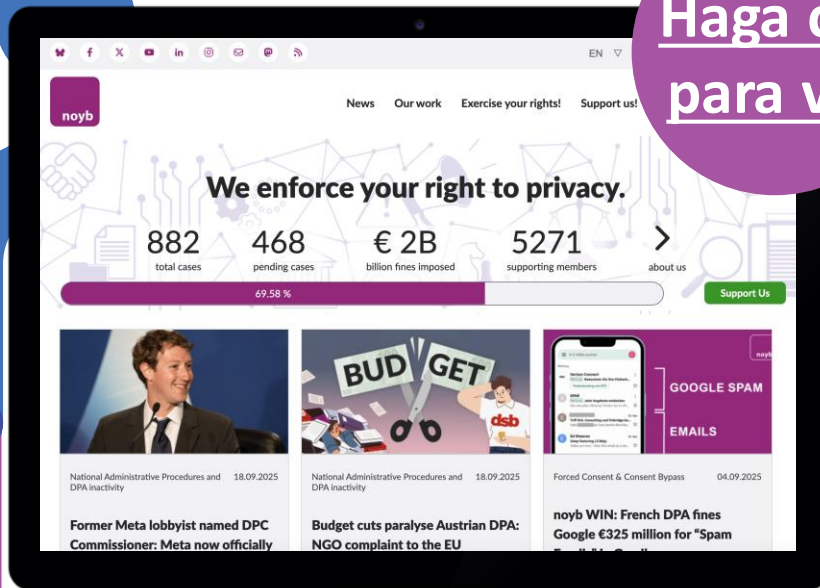 Haga
para v
EN
noyb
News Our work Exercise your rights! Support us!
We enforce your right to privacy.
882 468 € 2B 5271
total cases pending cases billion fines imposed supporting members about us
69.58 %
Support Us
BUD GET
dsb
noyb
GOOGLE SPAM
EMAILS
National Administrative Procedures and 18.09.2025
DPA inactivity
National Administrative Procedures and 18.09.2025
DPA inactivity
Forced Consent & Consent Bypass 04.09.2025
Former Meta lobbyist named DPC
Commissioner: Meta now officially
Budget cuts paralyse Austrian DPA:
NGO complaint to the EU
noyb WIN: French DPA fines
Google €325 million for “Spam